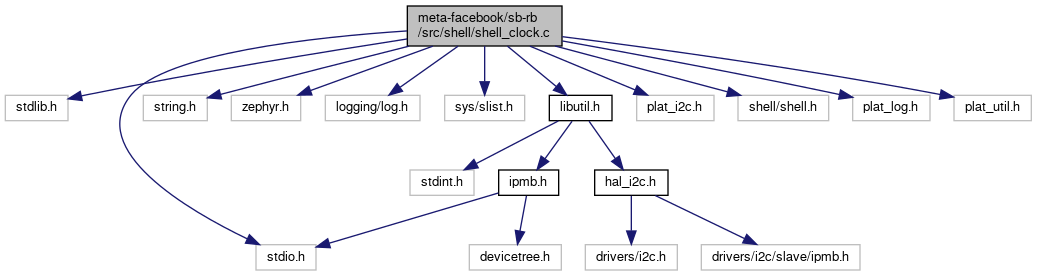 meta-facebook/sb-rb
/src/shell/shell_clock.c
stdlib.h
string.h
zephyr.h
logging/log.h
sys/slist.h
libutil.h
plat_i2c.h
shell/shell.h
plat_log.h
plat_util.h
stdint.h
ipmb.h
hal_i2c.h
stdio.h
devicetree.h
drivers/i2c.h
drivers/i2c/slave/ipmb.h